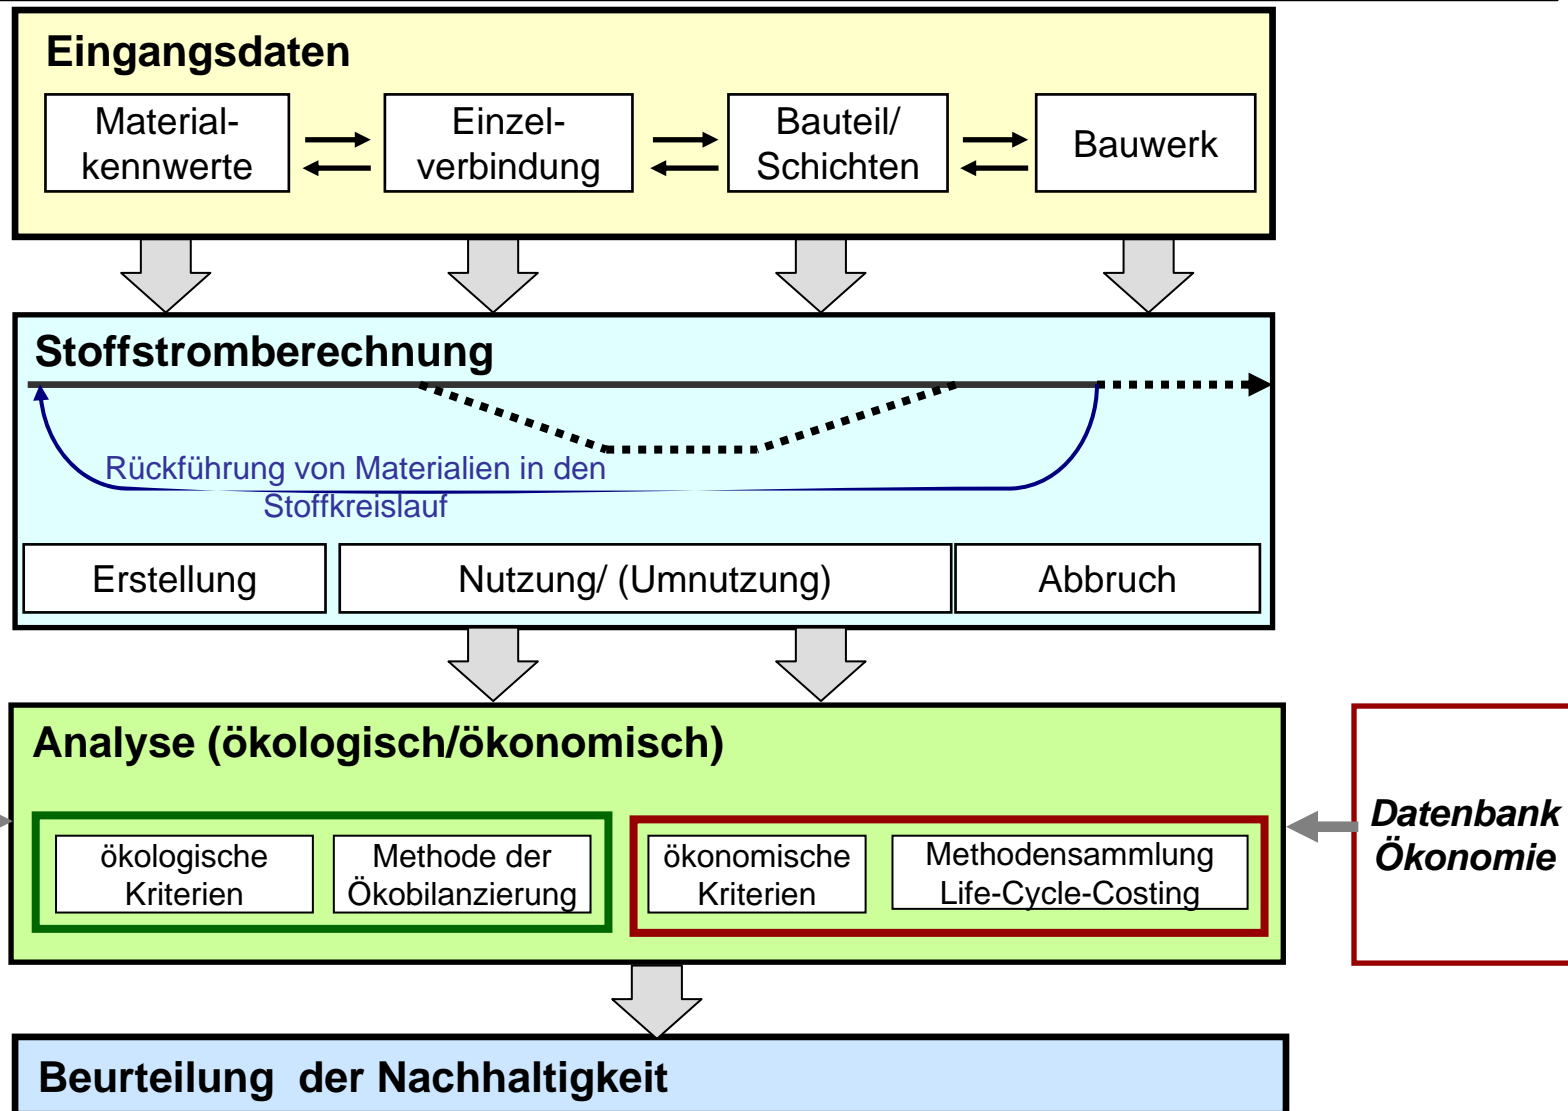 Eingangsdaten
Material-
kennwerte
Einzel-
verbindung
Bauteil/
Schichten
Bauwerk
Stoffstromberechnung
Rückführung von Materialien in den
Stoffkreislauf
Erstellung
Nutzung/ (Umnutzung)
Abbruch
Analyse (ökologisch/ökonomisch)
ökologische
Kriterien
Methode der
Ökobilanzierung
ökonomische
Kriterien
Methodensammlung
Life-Cycle-Costing
Datenbank
Ökonomie
Beurteilung  der Nachhaltigkeit